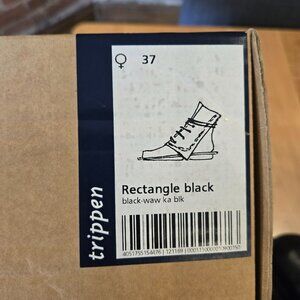 ♀ 37
trippen
Rectangle black
black-waw ka blk